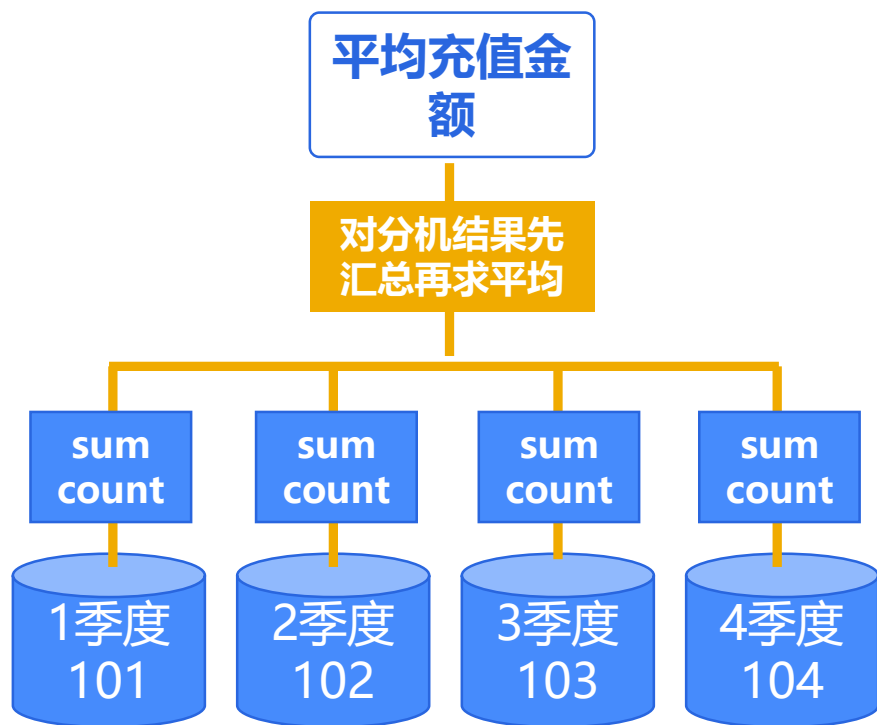 平均充值金
额
对分机结果先
汇总再求平均
sum
count
sum
count
sum
count
sum
count
1季度
101
2季度
102
3季度
103
4季度
104